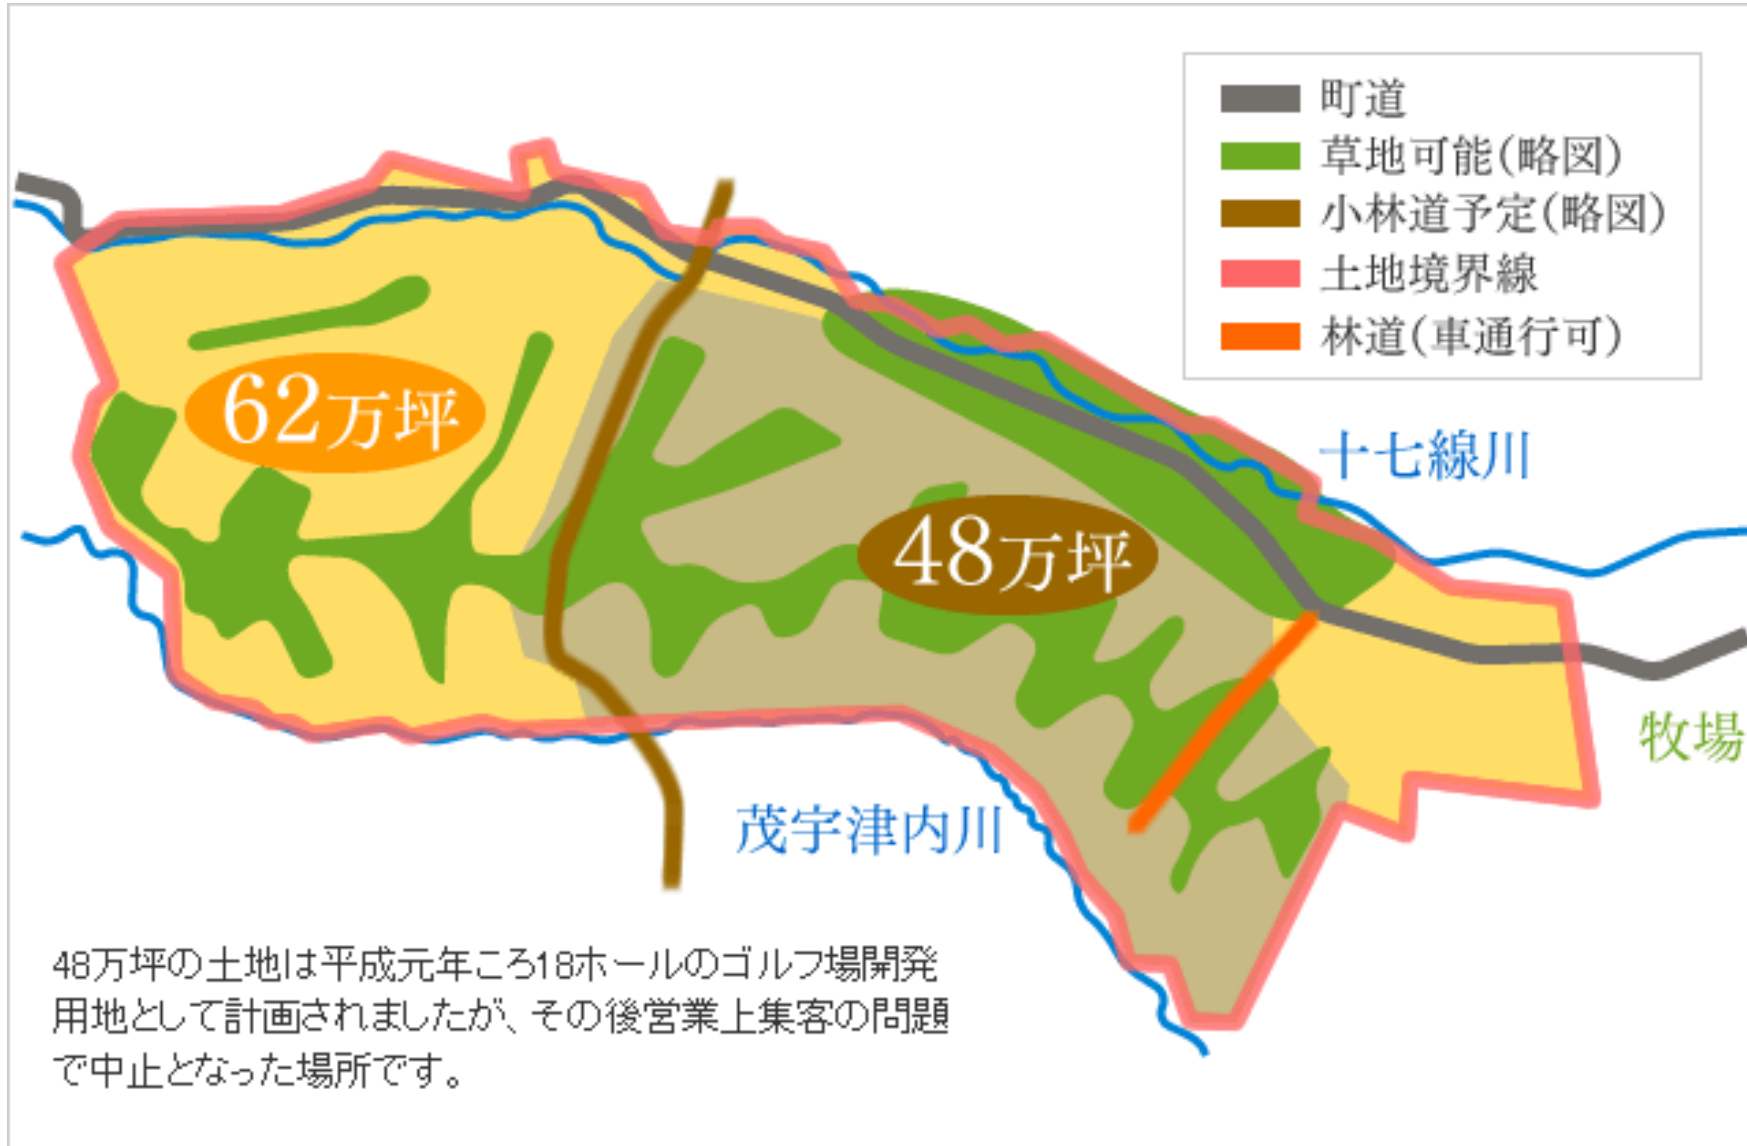 町道
草地可能(略図)
小林道予定(略図)
土地境界線
林道(車通行可)
62万坪
十七線川
48万坪
牧場
茂宇津内川
48万坪の土地は平成元年ころ18ホールのゴルフ場開発
用地として計画されましたが、その後営業上集客の問題
で中止となった場所です。